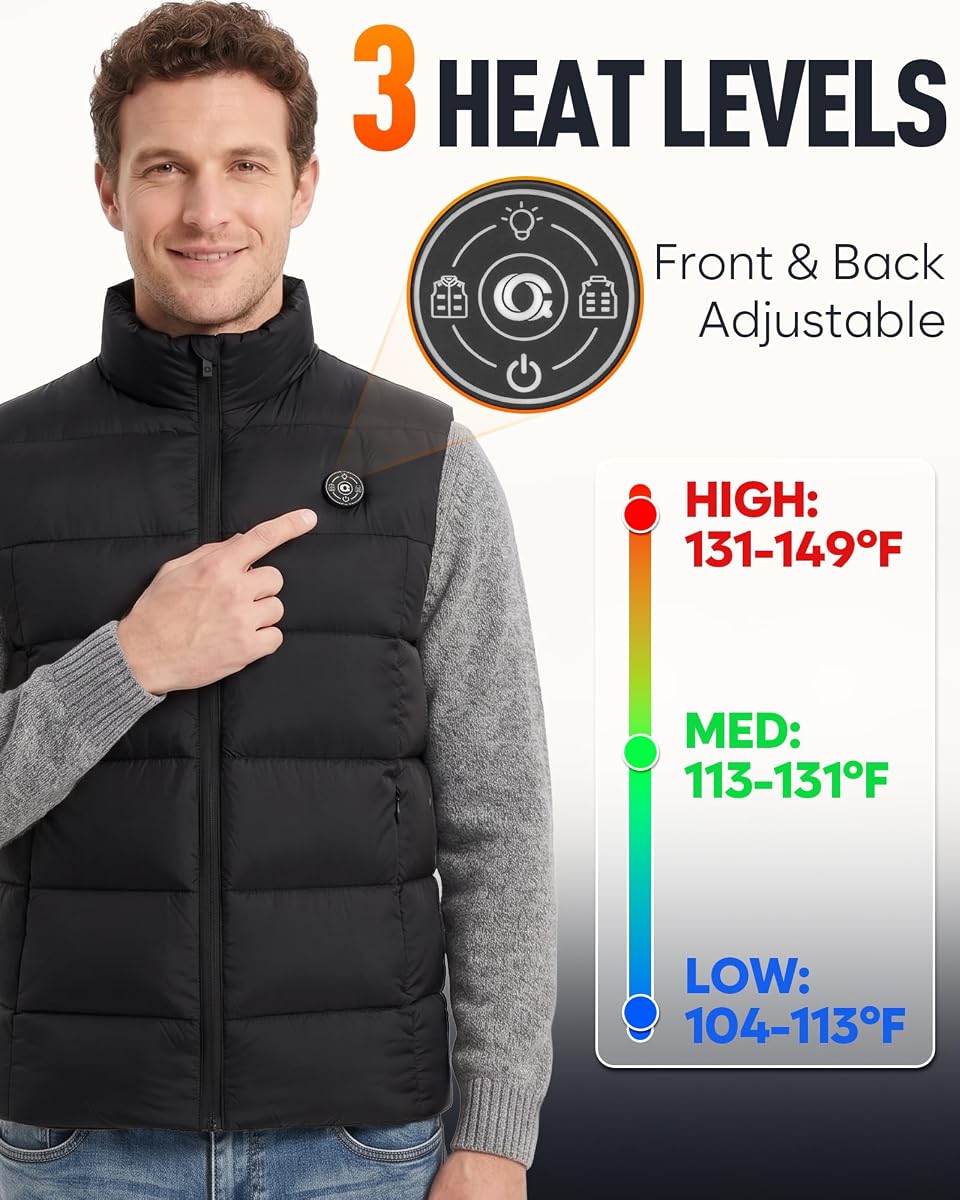 3 HEAT LEVELS
Front & Back
Adjustable
HIGH:
131-149°F
MED:
113-131°F
LOW:
104-113°F